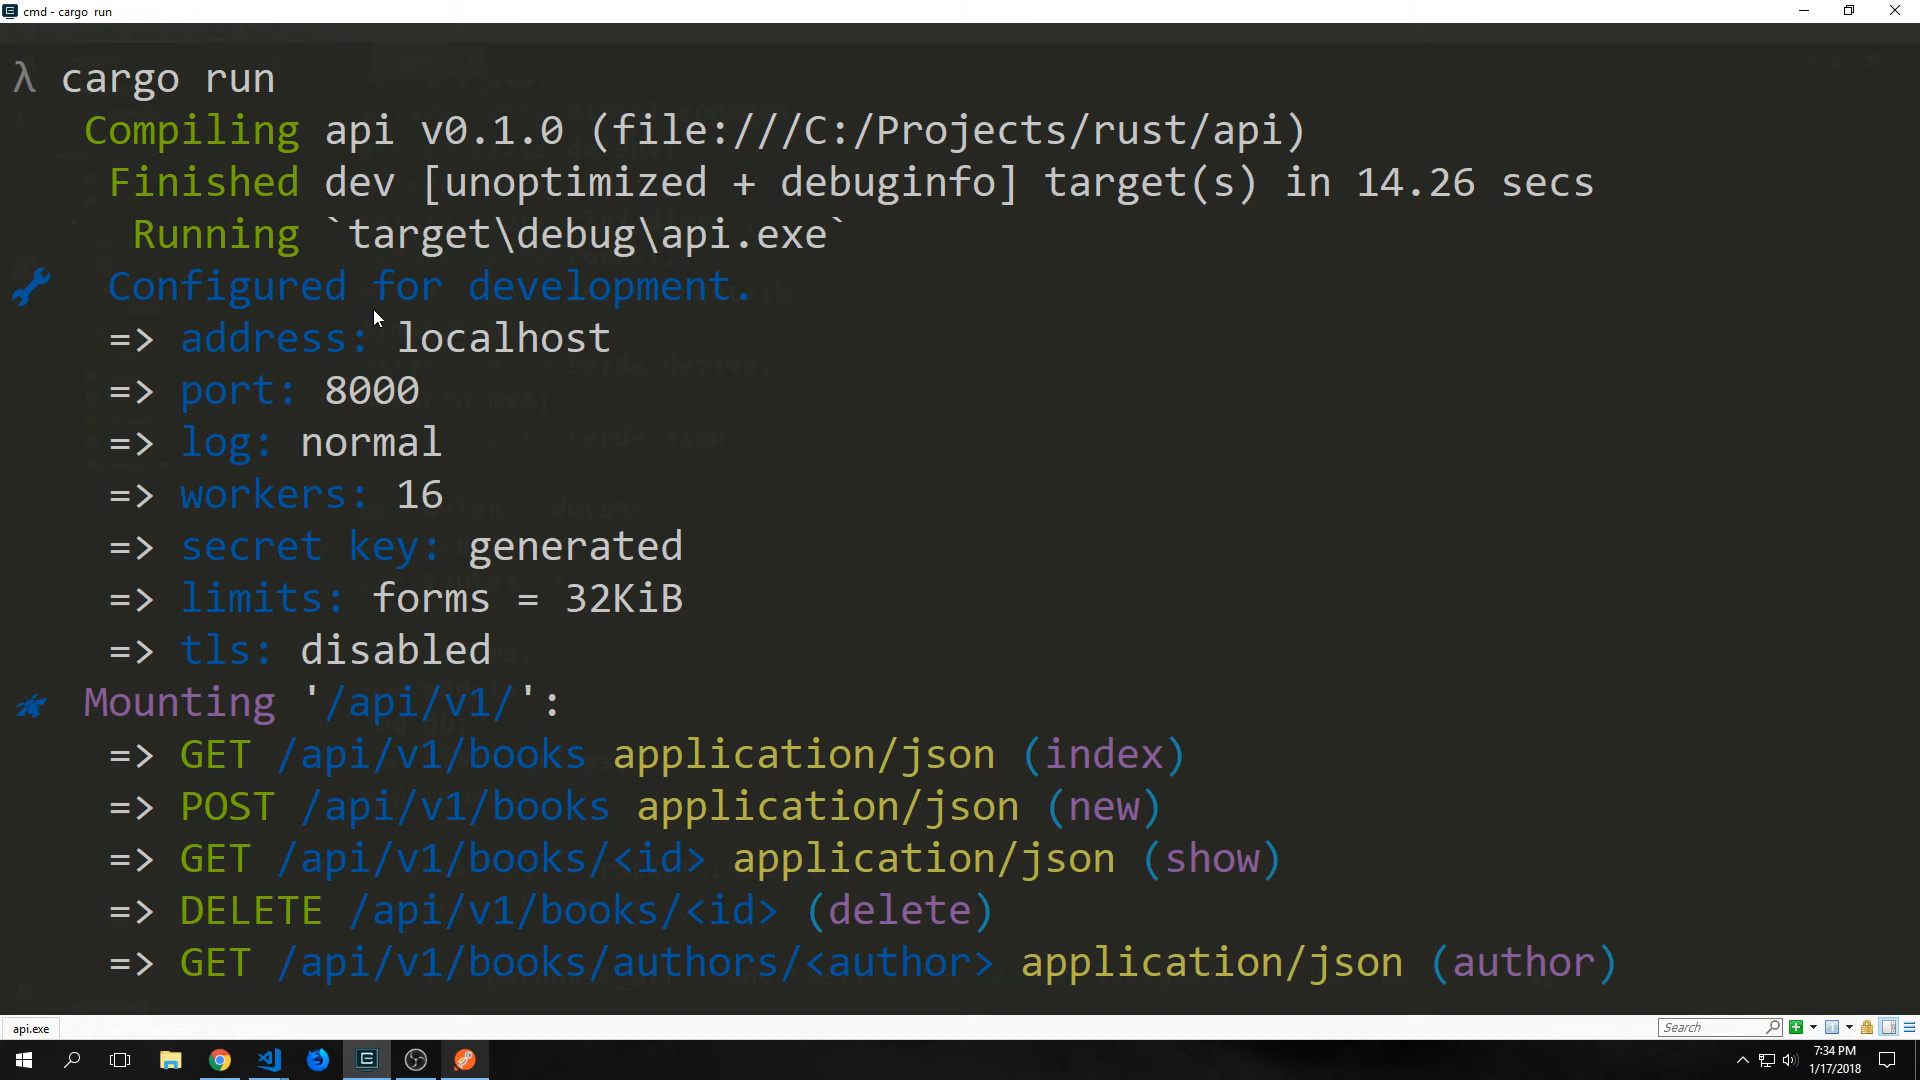 cmd - cargo run
λ cargo run
Compiling api v0.1.0 (file:///C:/Projects/rust/api)
Finished dev [unoptimized + debuginfo] target(s) in 14.26 secs
Running `target\debug\api.exe`
Configured for development.
=> address: localhost
=> port: 8000
=> log: normal
=> workers: 16
=> secret key: generated
=> limits: forms = 32KiB
=> tls: disabled
Mounting '/api/v1/':
=> GET /api/v1/books application/json (index)
=> POST /api/v1/books application/json (new)
=> GET /api/v1/books/<id> application/json (show)
=> DELETE /api/v1/books/<id> (delete)
=> GET /api/v1/books/authors/<author> application/json (author)
api.exe
Search
7:34 PM
1/17/2018